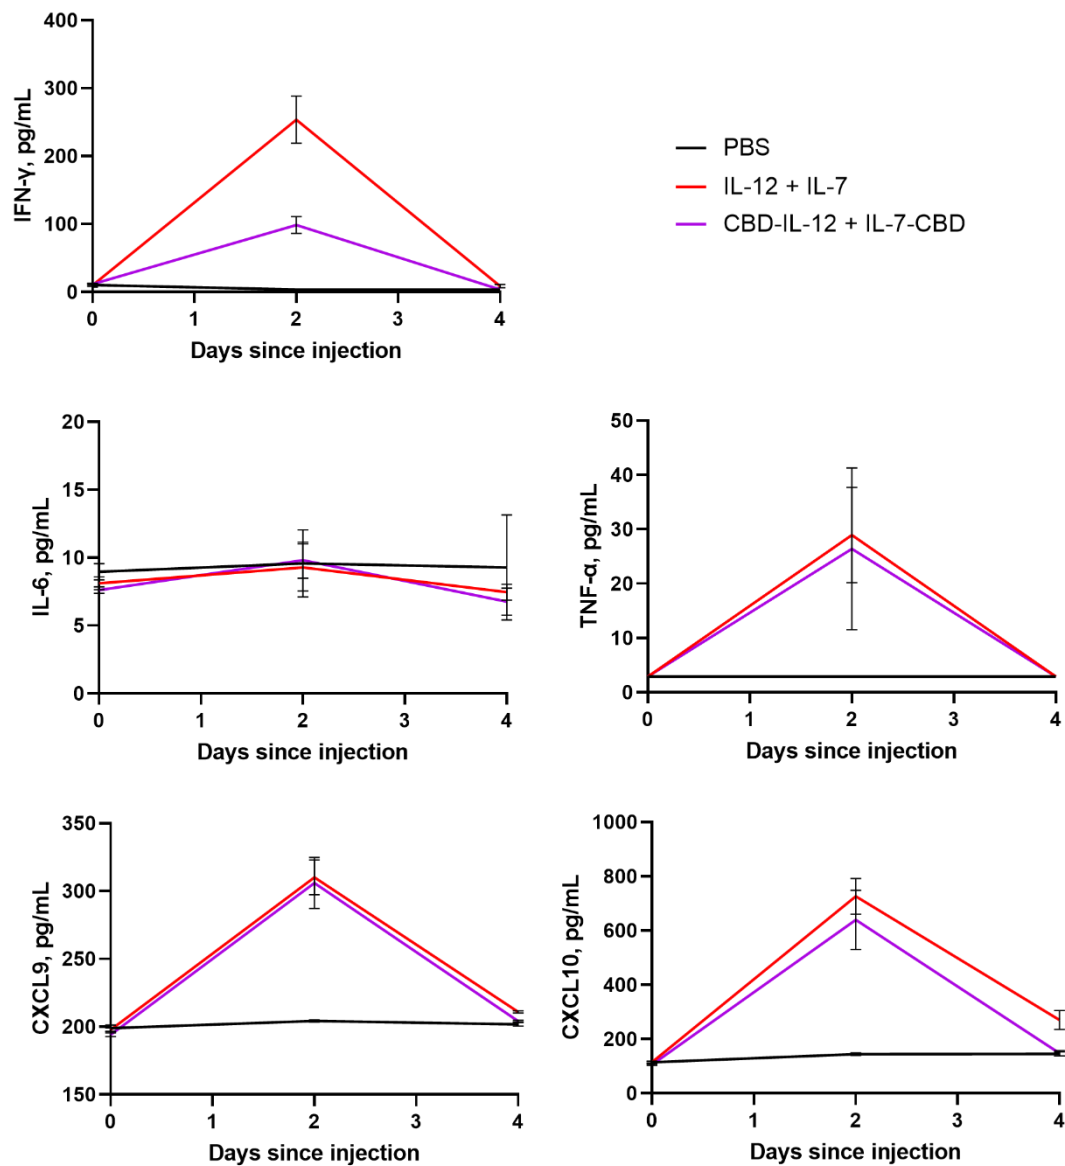 400
300
200
100
0
IFN-γ, pg/mL
0 1 2 3 4
Days since injection
PBS
IL-12 + IL-7
CBD-IL-12 + IL-7-CBD
20
15
10
5
0
IL-6, pg/mL
0 1 2 3 4
Days since injection
50
40
30
20
10
0
TNF-α, pg/mL
0 1 2 3 4
Days since injection
350
300
250
200
150
CXCL9, pg/mL
0 1 2 3 4
Days since injection
1000
800
600
400
200
0
CXCL10, pg/mL
0 1 2 3 4
Days since injection